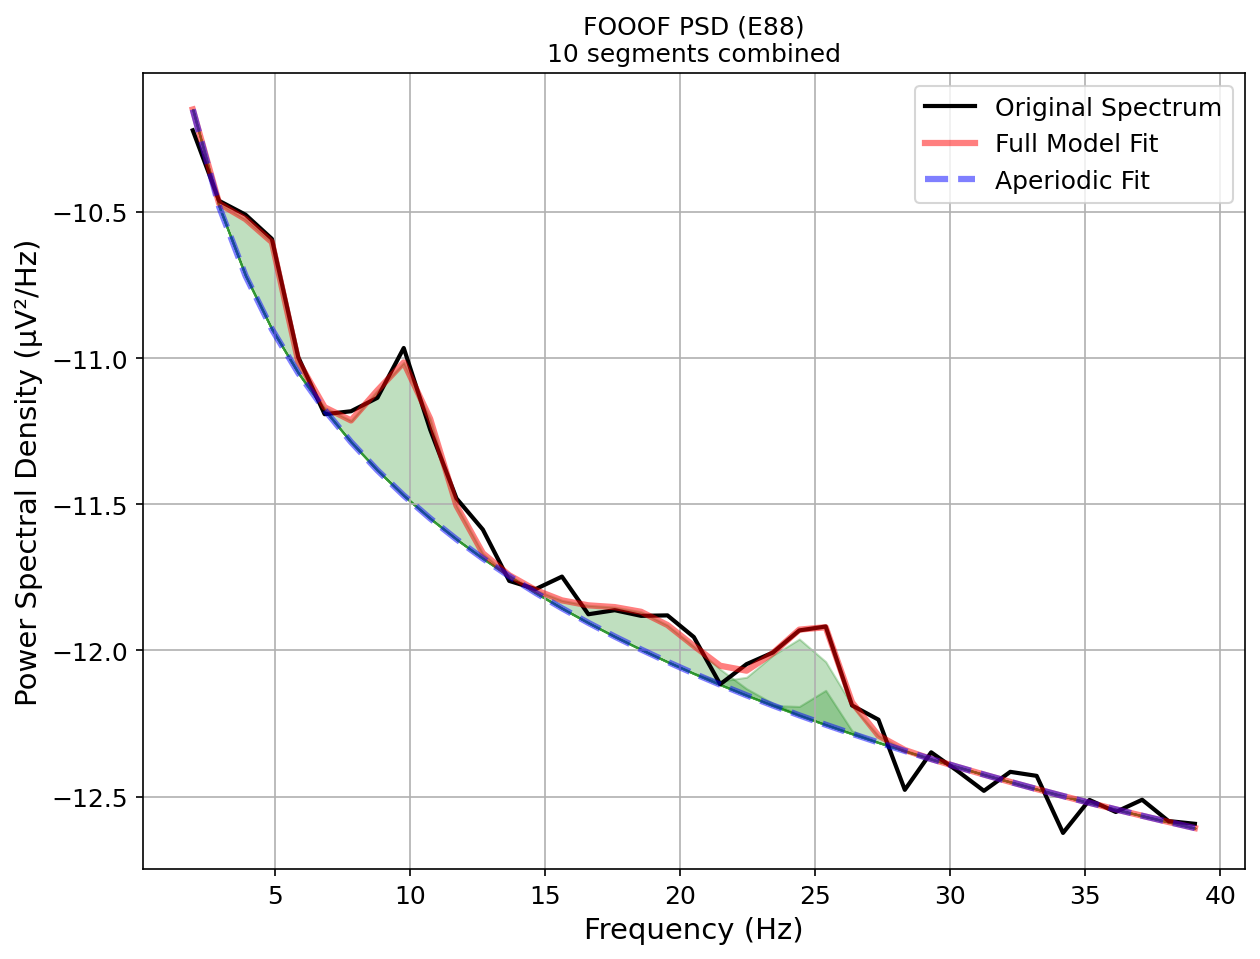 FOOOF PSD (E88)
10 segments combined
Original Spectrum
Full Model Fit
Aperiodic Fit
Power Spectral Density (µV²/Hz)
−10.5
−11.0
−11.5
−12.0
−12.5
5 10 15 20 25 30 35 40
Frequency (Hz)